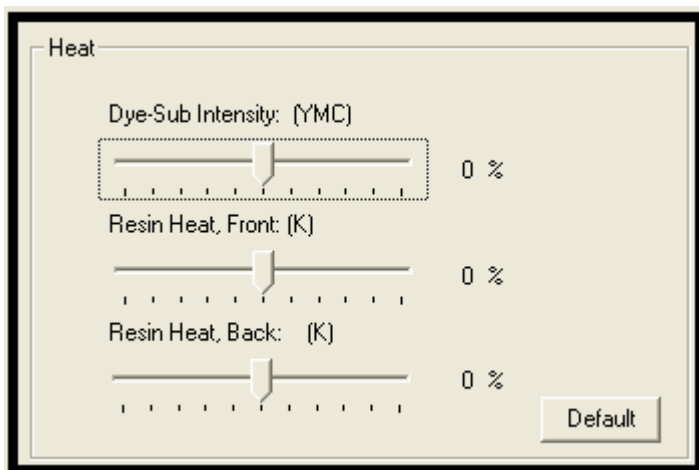 Heat
Dye-Sub Intensity: (YMC)
0 %
Resin Heat, Front: (K)
0 %
Resin Heat, Back: (K)
0 %
Default